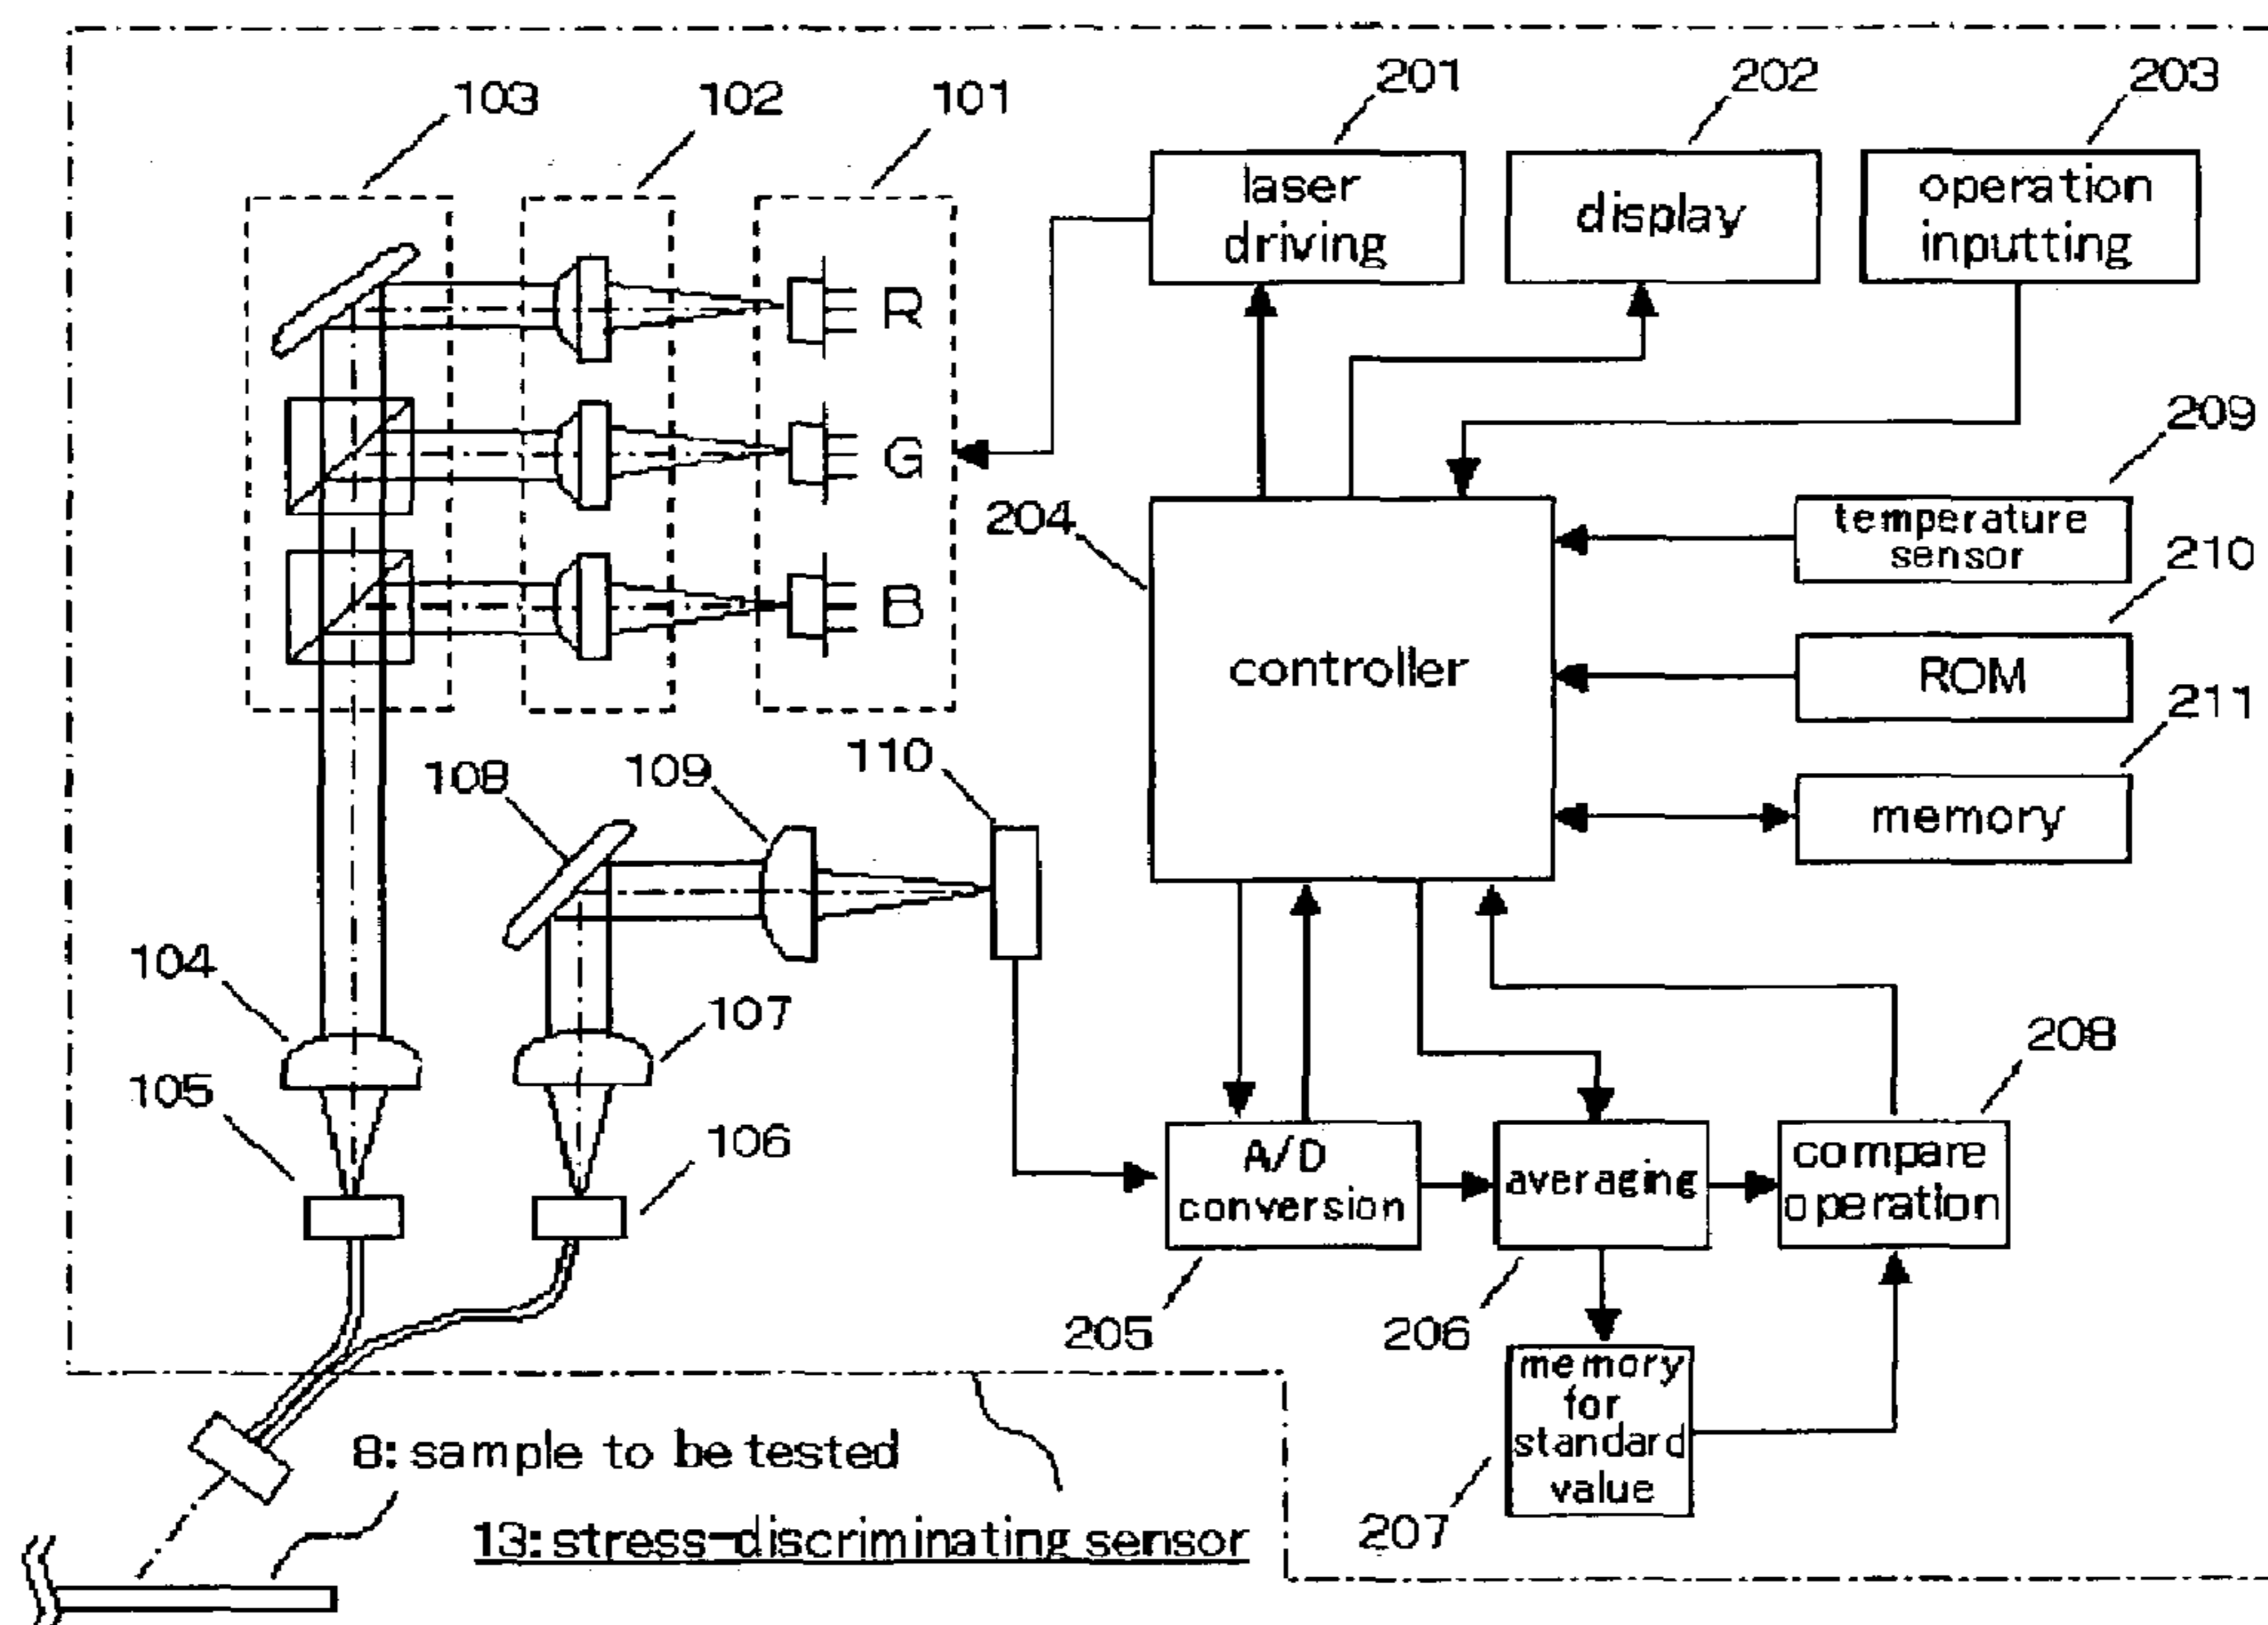 103
102
101
201
202
203
laser
driving
display
operation
inputting
R
G
B
209
temperature
sensor
204
210
controller
ROM
211
memory
108
109
110
104
107
105
106
208
A/D
conversion
averaging
compare
operation
205
206
memory
for
standard
value
207
8: sample to be tested
13: stress-discriminating sensor